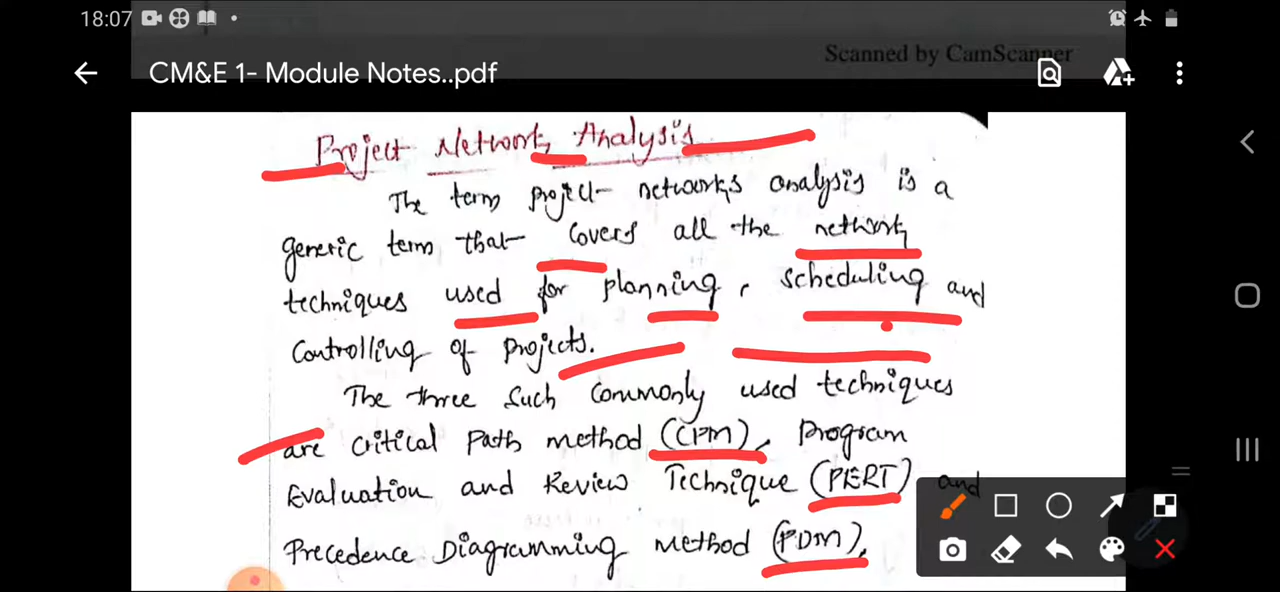 18:07
Scanned by CamScanner
CM&E 1- Module Notes..pdf
Project Network Analysis
The term project networks analysis is a
generic term that covers all the network
techniques used for planning, scheduling and
Controlling of Projects.
The three Such Commonly used techniques
are Critical Path method (CPM), Program
Evaluation and Review Technique (PERT) and
Precedence Diagramming method (PDM).